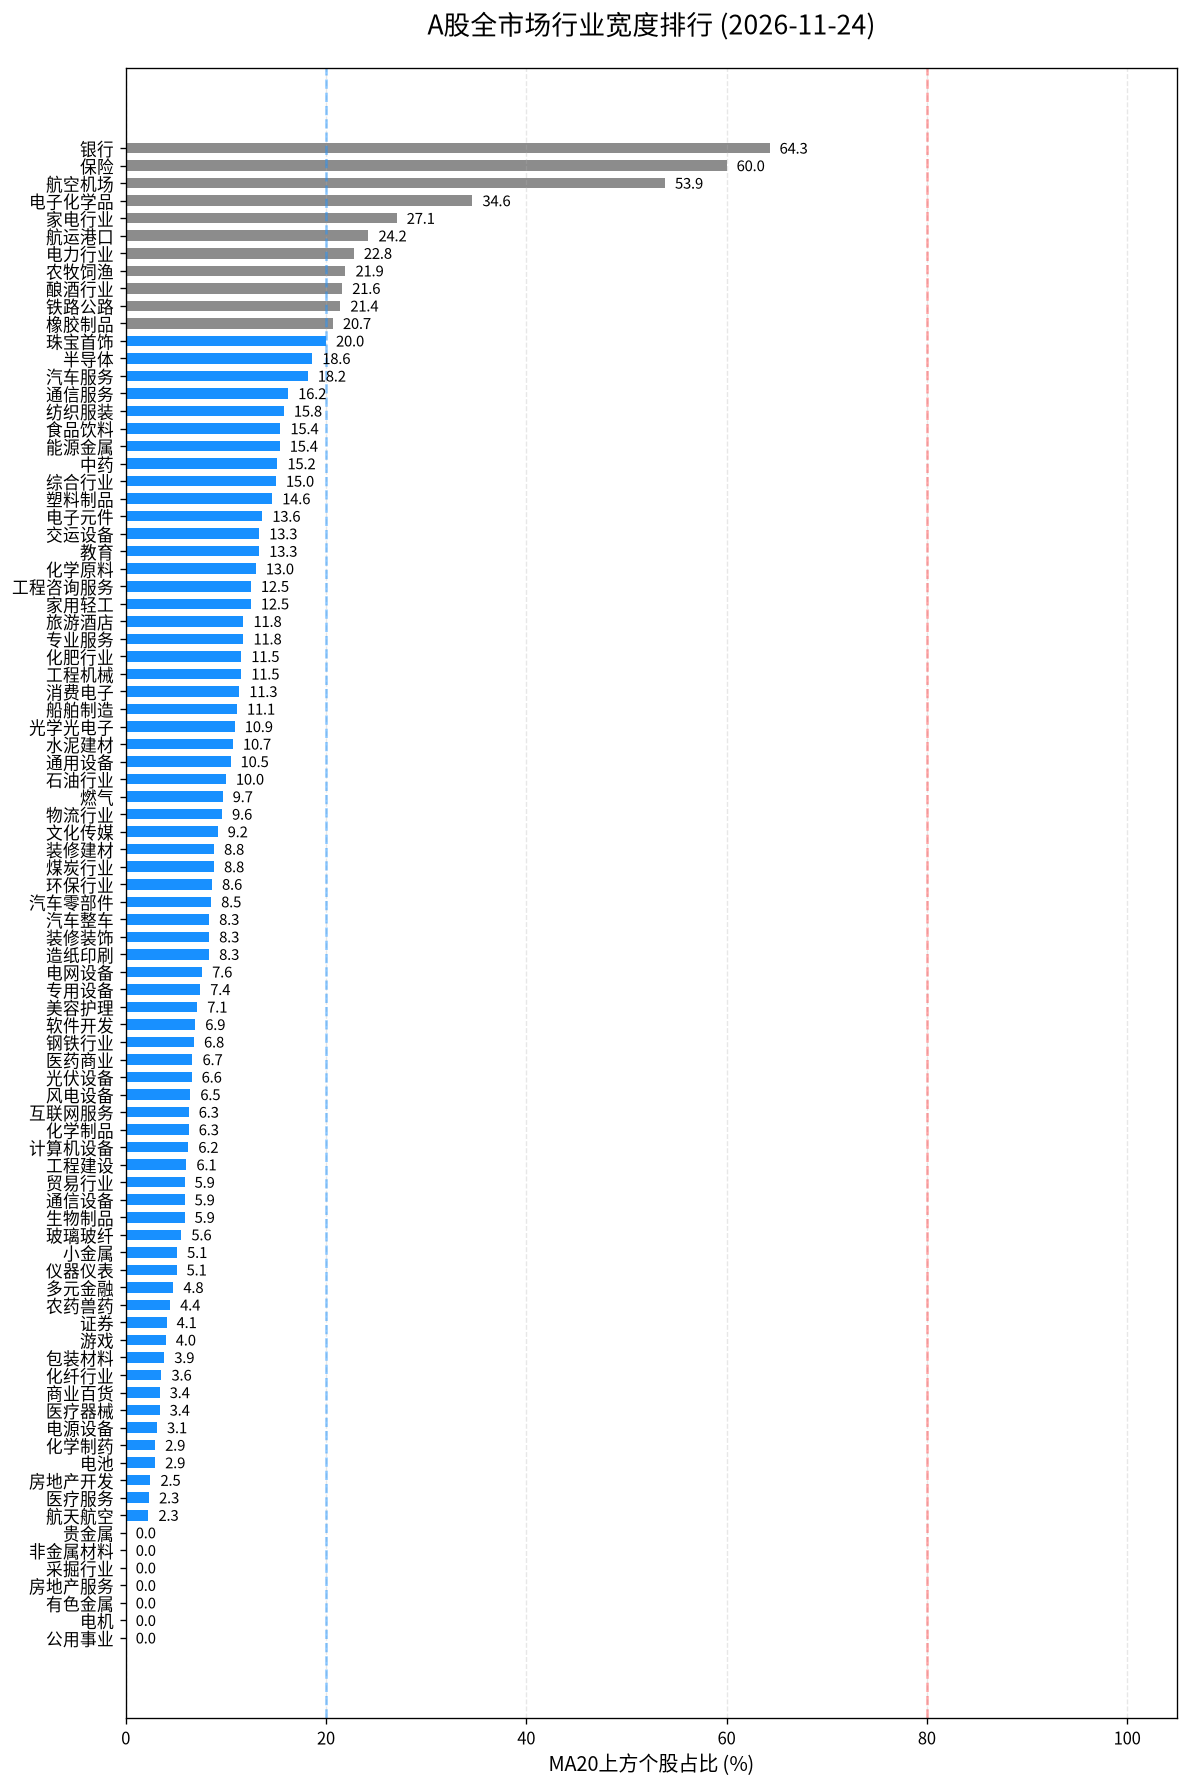 A股全市场行业宽度排行 (2026-11-24)
银行 64.3
保险 60.0
航空机场 53.9
电子化学品 34.6
家电行业 27.1
航运港口 24.2
电力行业 22.8
农牧饲渔 21.9
酿酒行业 21.6
铁路公路 21.4
橡胶制品 20.7
珠宝首饰 20.0
半导体 18.6
汽车服务 18.2
通信服务 16.2
纺织服装 15.8
食品饮料 15.4
能源金属 15.4
中药 15.2
综合行业 15.0
塑料制品 14.6
电子元件 13.6
交运设备 13.3
教育 13.3
化学原料 13.0
工程咨询服务 12.5
家用轻工 12.5
旅游酒店 11.8
专业服务 11.8
化肥行业 11.5
工程机械 11.5
消费电子 11.3
船舶制造 11.1
光学光电子 10.9
水泥建材 10.7
通用设备 10.5
石油行业 10.0
燃气 9.7
物流行业 9.6
文化传媒 9.2
装修建材 8.8
煤炭行业 8.8
环保行业 8.6
汽车零部件 8.5
汽车整车 8.3
装修装饰 8.3
造纸印刷 8.3
电网设备 7.6
专用设备 7.4
美容护理 7.1
软件开发 6.9
钢铁行业 6.8
医药商业 6.7
光伏设备 6.6
风电设备 6.5
互联网服务 6.3
化学制品 6.3
计算机设备 6.2
工程建设 6.1
贸易行业 5.9
通信设备 5.9
生物制品 5.9
玻璃玻纤 5.6
小金属 5.1
仪器仪表 5.1
多元金融 4.8
农药兽药 4.4
证券 4.1
游戏 4.0
包装材料 3.9
化纤行业 3.6
商业百货 3.4
医疗器械 3.4
电源设备 3.1
化学制药 2.9
电池 2.9
房地产开发 2.5
医疗服务 2.3
航天航空 2.3
贵金属 0.0
非金属材料 0.0
采掘行业 0.0
房地产服务 0.0
有色金属 0.0
电机 0.0
公用事业 0.0
0 20 40 60 80 100
MA20上方个股占比 (%)